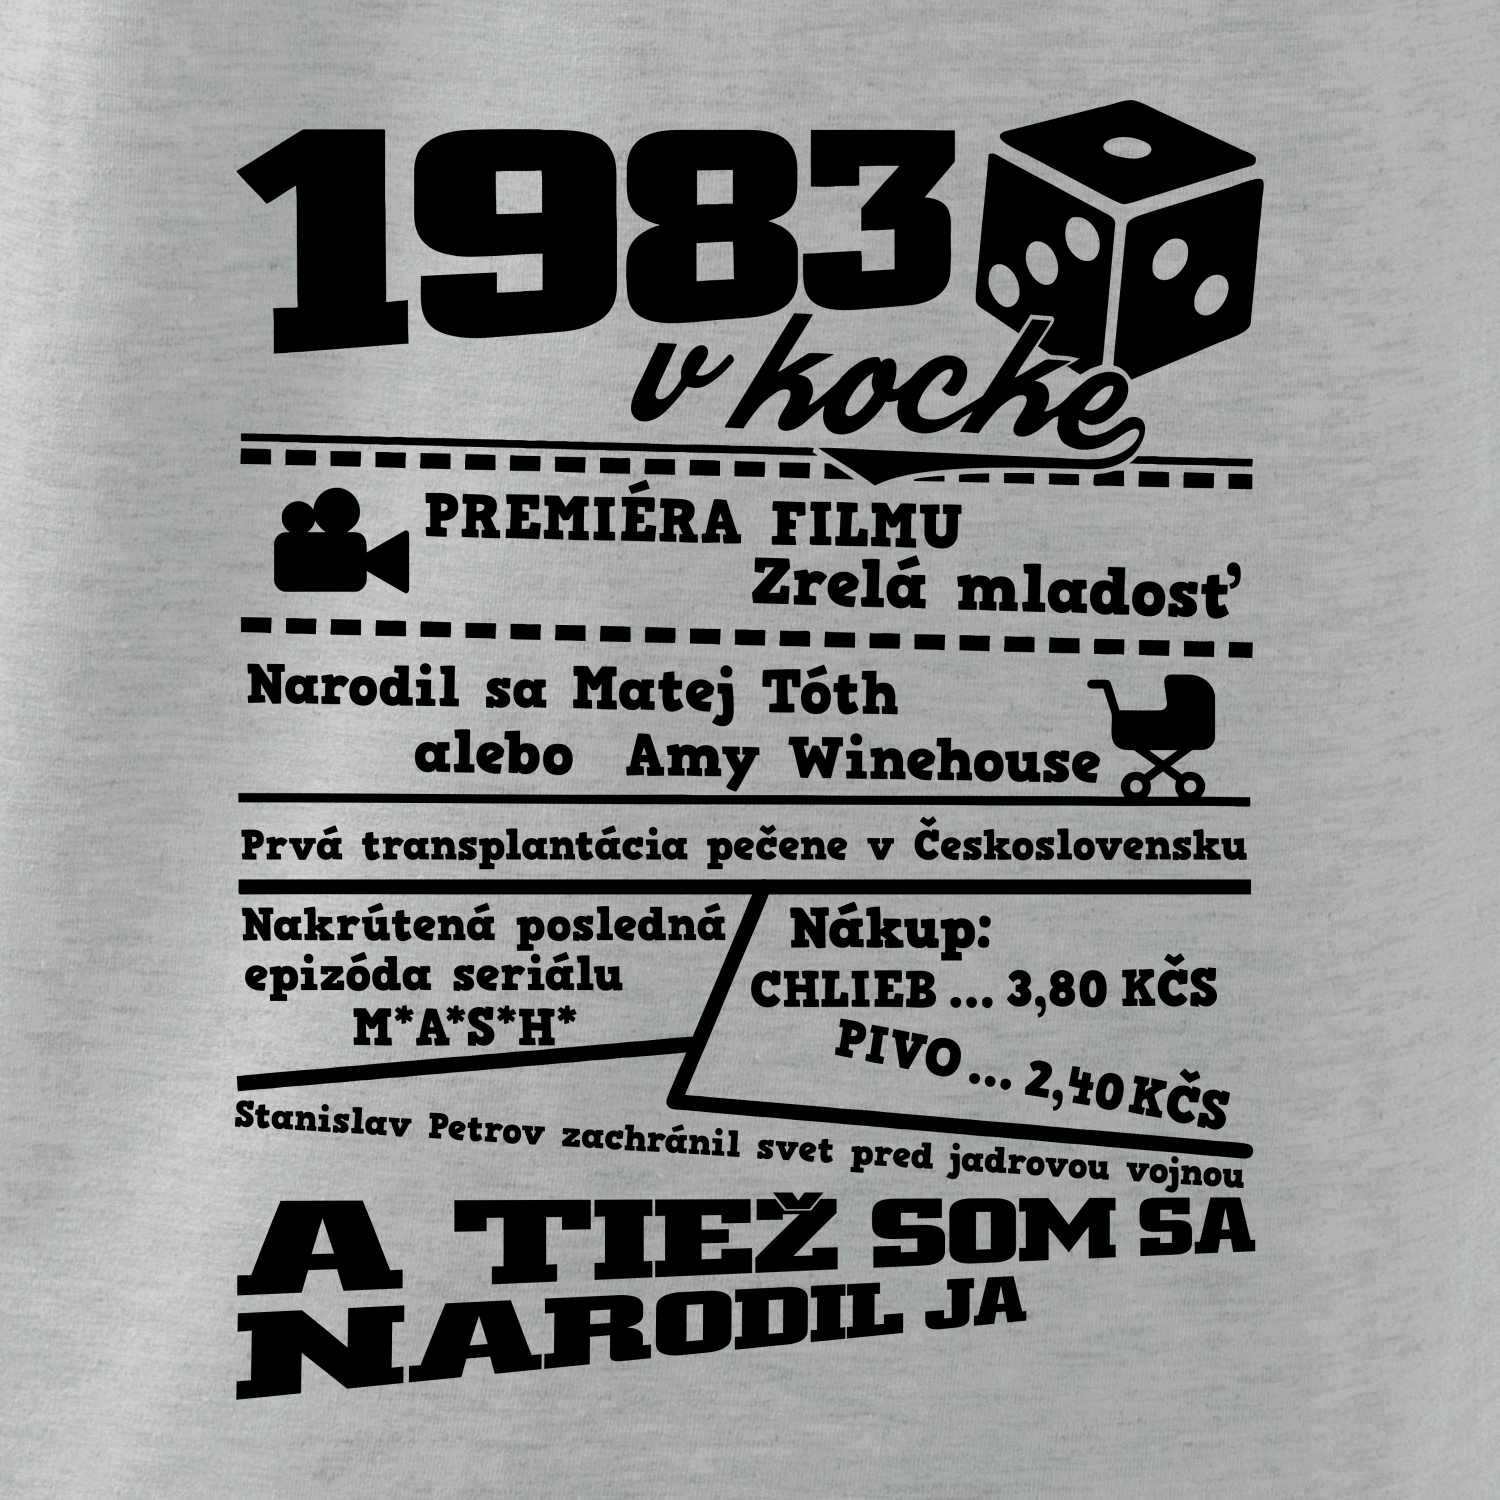 1983
v kocke
PREMIÉRA FILMU
Zrelá mladosť
Narodil sa Matej Tóth
alebo Amy Winehouse
Prvá transplantácia pečene v Československu
Nakrútená posledná
epizóda seriálu
M*A*S*H*
Nákup:
CHLIEB ... 3,80 KČS
PIVO ... 2,40 KČS
Stanislav Petrov zachránil svet pred jadrovou vojnou
A TIEŽ SOM SA
NARODIL JA